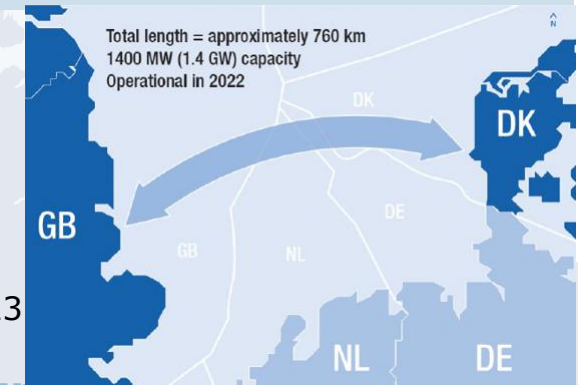 N
Total length = approximately 760 km
1400 MW (1.4 GW) capacity
Operational in 2022
DK
DK
GB
DE
GB
NL
3
NL
DE